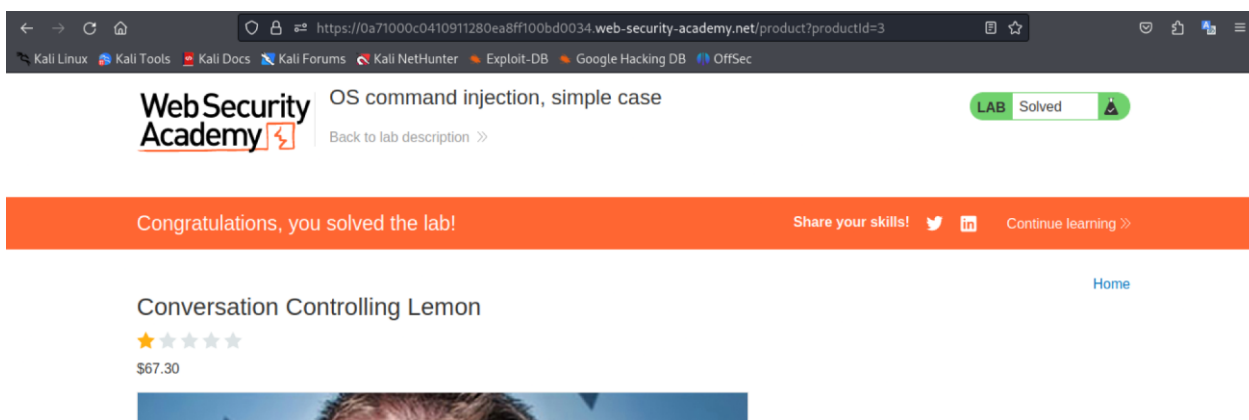 https://0a71000c0410911280ea8ff100bd0034.web-security-academy.net/product?productId=3
Kali Linux Kali Tools Kali Docs Kali Forums Kali NetHunter Exploit-DB Google Hacking DB OffSec
Web Security
Academy
OS command injection, simple case
Back to lab description
LAB Solved
Congratulations, you solved the lab!
Share your skills!
Continue learning
Home
Conversation Controlling Lemon
$67.30